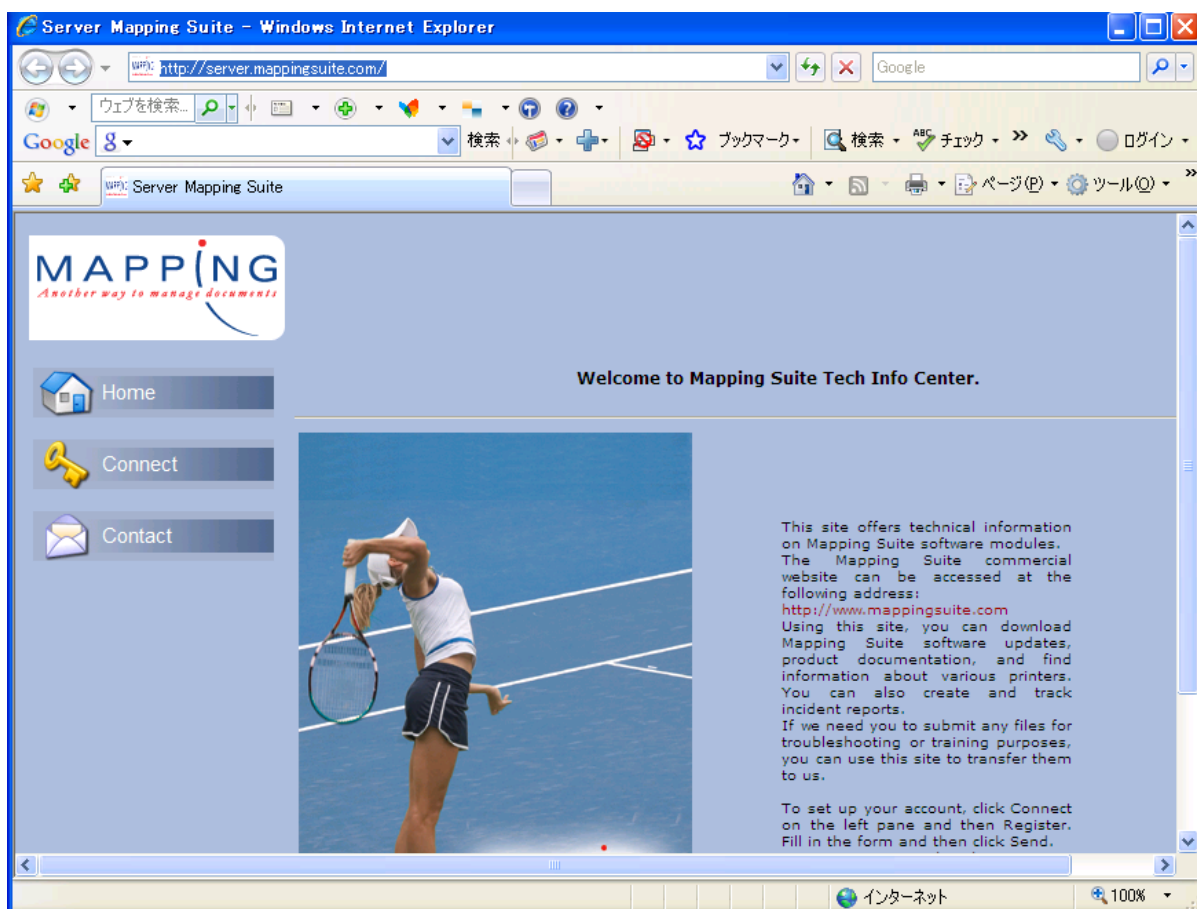 Server Mapping Suite - Windows Internet Explorer
http://server.mappingsuite.com/
Google
ウェブを検索...
Google 検索 ブックマーク 検索 ABC チェック ログイン
Server Mapping Suite
ページ(P) ツール(O)
MAPPING
Another way to manage documents
Home
Connect
Contact
Welcome to Mapping Suite Tech Info Center.
This site offers technical information
on Mapping Suite software modules.
The Mapping Suite commercial
website can be accessed at the
following address:
http://www.mappingsuite.com
Using this site, you can download
Mapping Suite software updates,
product documentation, and find
information about various printers.
You can also create and track
incident reports.
If we need you to submit any files for
troubleshooting or training purposes,
you can use this site to transfer them
to us.
To set up your account, click Connect
on the left pane and then Register.
Fill in the form and then click Send.
インターネット
100%